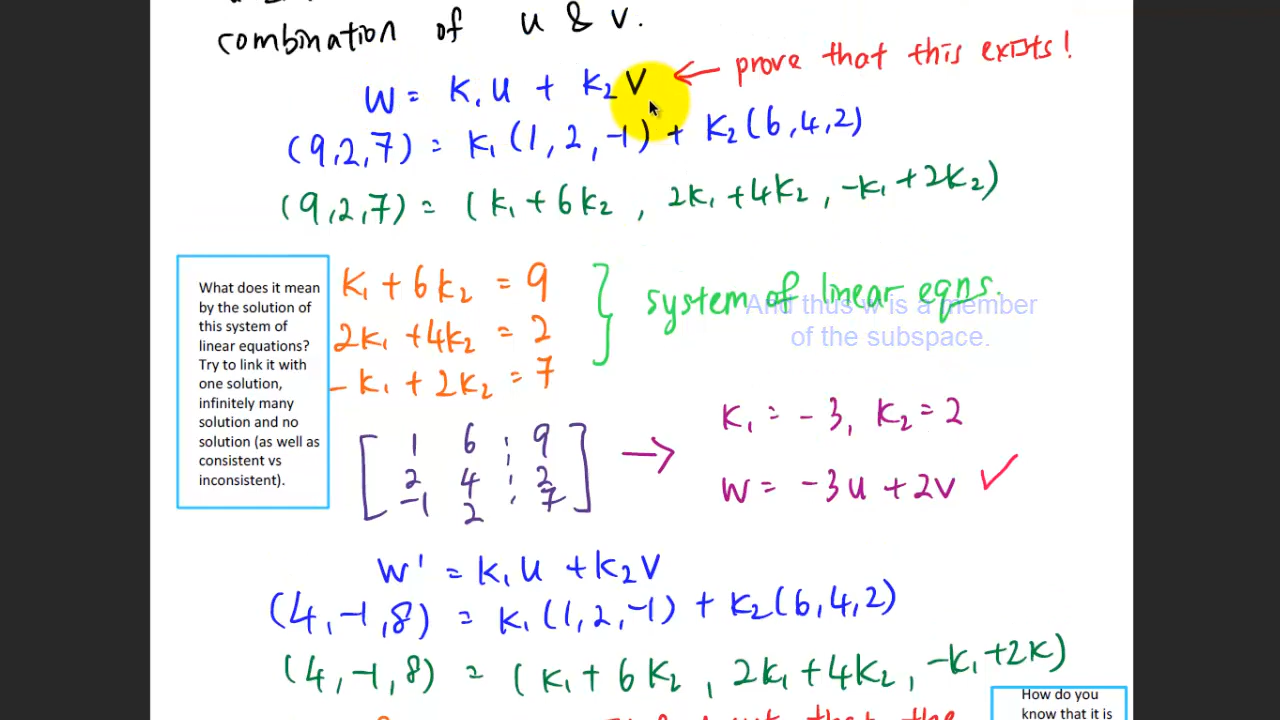 combination of u & v.
W = K₁u + K₂V ← prove that this exists!
(9,2,7) = K₁(1,2,-1) + K₂(6,4,2)
(9,2,7) = (K₁+6K₂, 2K₁+4K₂, -K₁+2K₂)
K₁+6K₂ = 9
2K₁+4K₂ = 2
-K₁+2K₂ = 7
system of linear eqns.
And thus w is a member
of the subspace.
What does it mean
by the solution of
this system of
linear equations?
Try to link it with
one solution,
infinitely many
solution and no
solution (as well as
consistent vs
inconsistent).
1 6 9
2 4 2
-1 2 7
→
K₁ = -3, K₂ = 2
W = -3u + 2v ✓
W' = K₁u + K₂V
(4,-1,8) = K₁(1,2,-1) + K₂(6,4,2)
(4,-1,8) = (K₁+6K₂, 2K₁+4K₂, -K₁+2K)
How do you
know that it is
that the